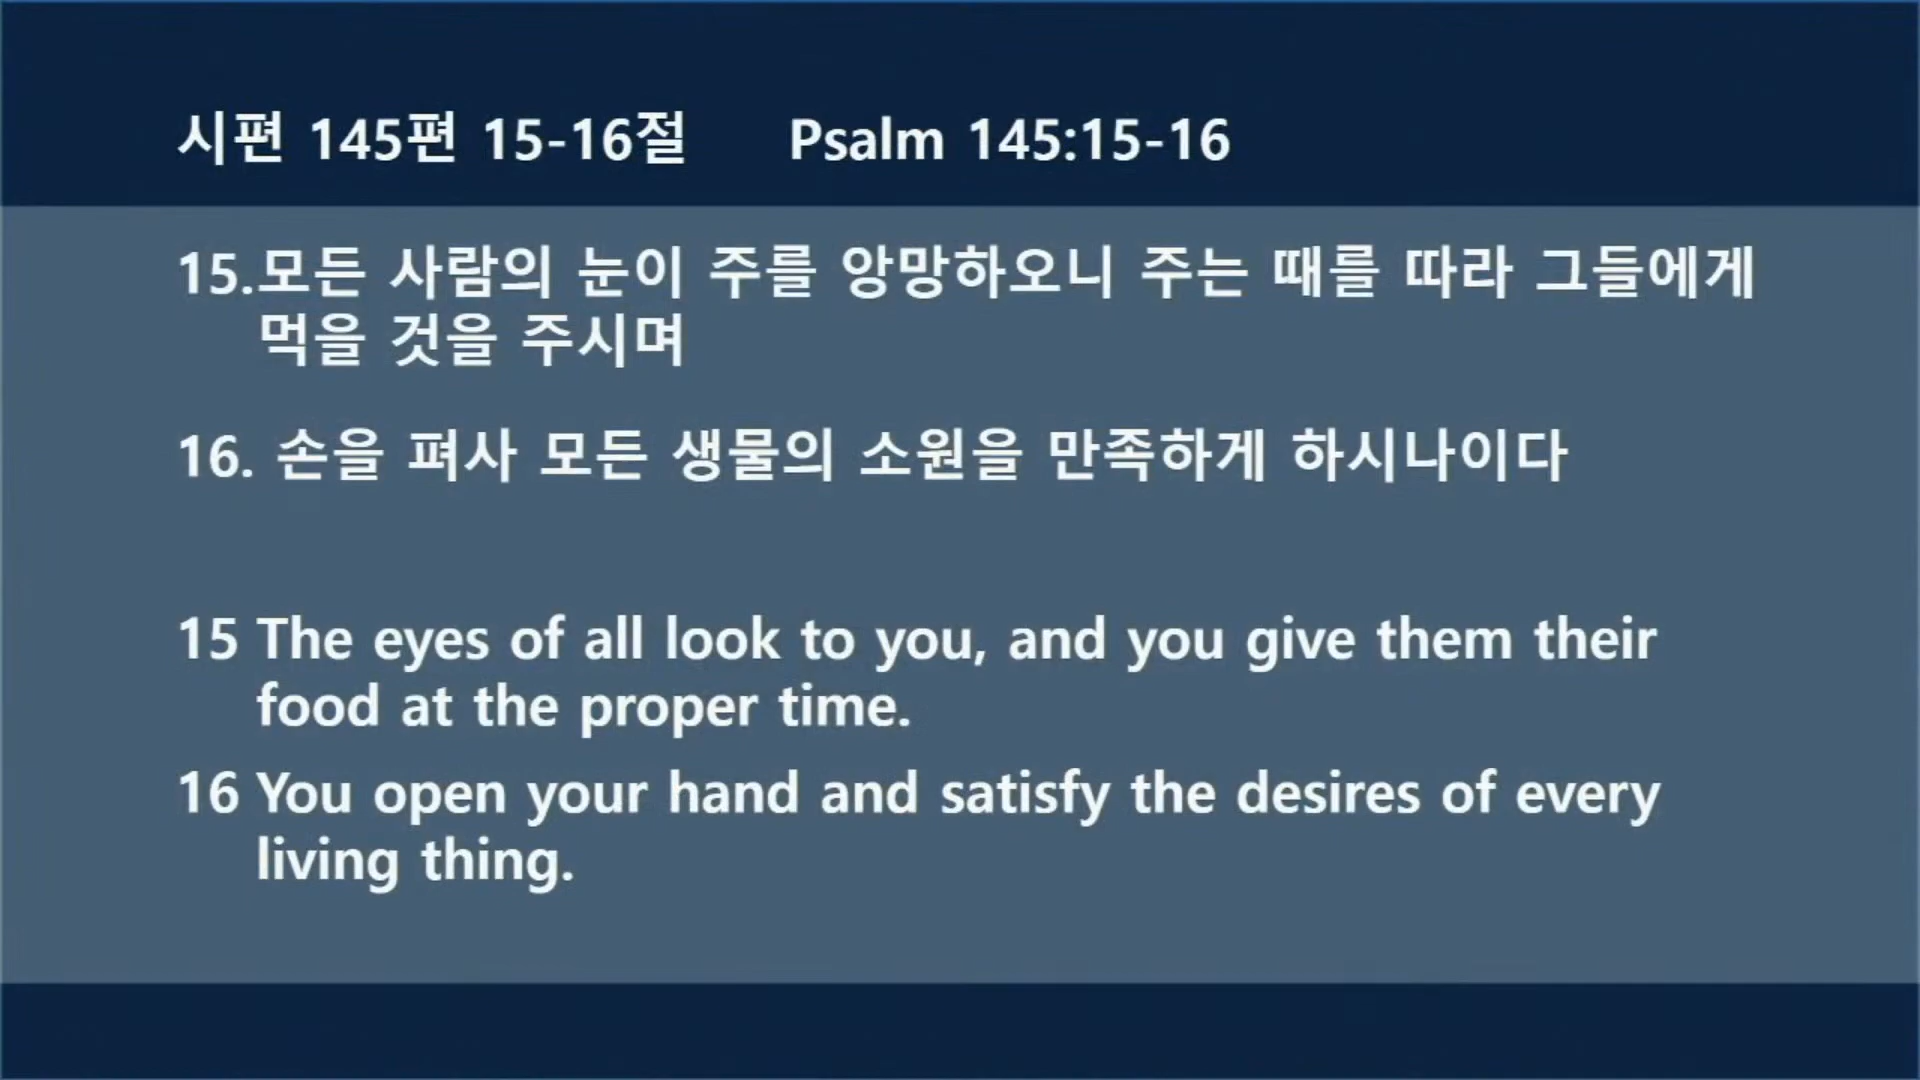 시편 145편 15-16절 Psalm 145:15-16
15.모든 사람의 눈이 주를 앙망하오니 주는 때를 따라 그들에게
먹을 것을 주시며
16. 손을 펴사 모든 생물의 소원을 만족하게 하시나이다
15 The eyes of all look to you, and you give them their
food at the proper time.
16 You open your hand and satisfy the desires of every
living thing.